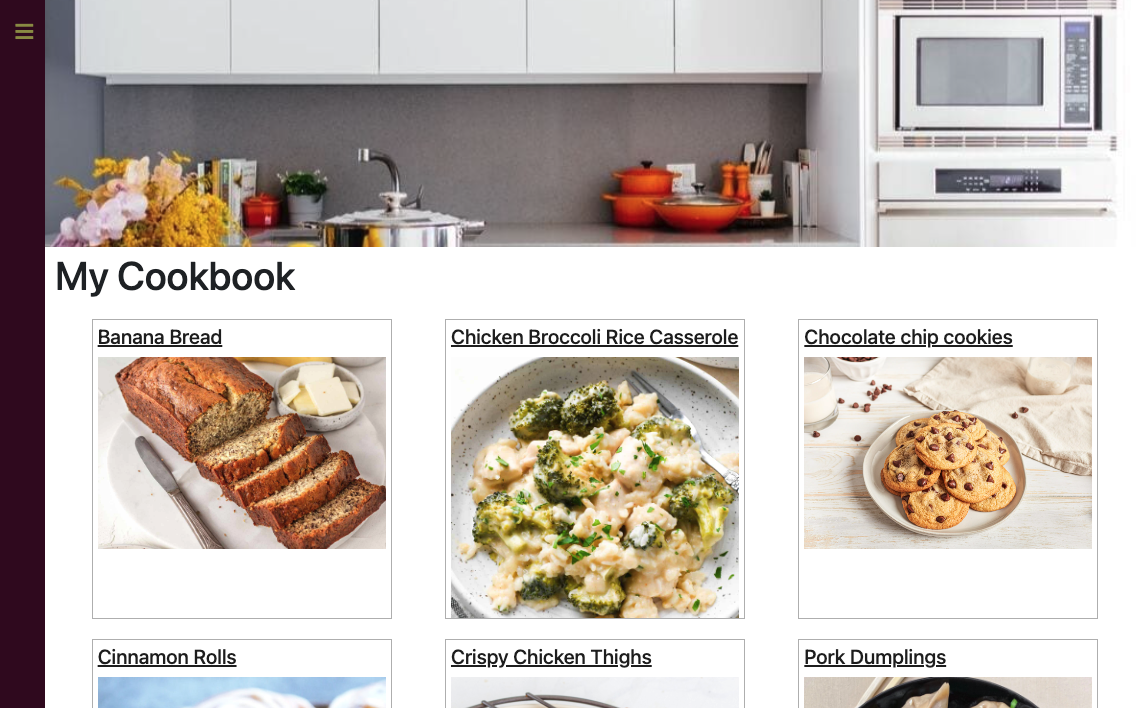 My Cookbook
Banana Bread
Chicken Broccoli Rice Casserole
Chocolate chip cookies
Cinnamon Rolls
Crispy Chicken Thighs
Pork Dumplings